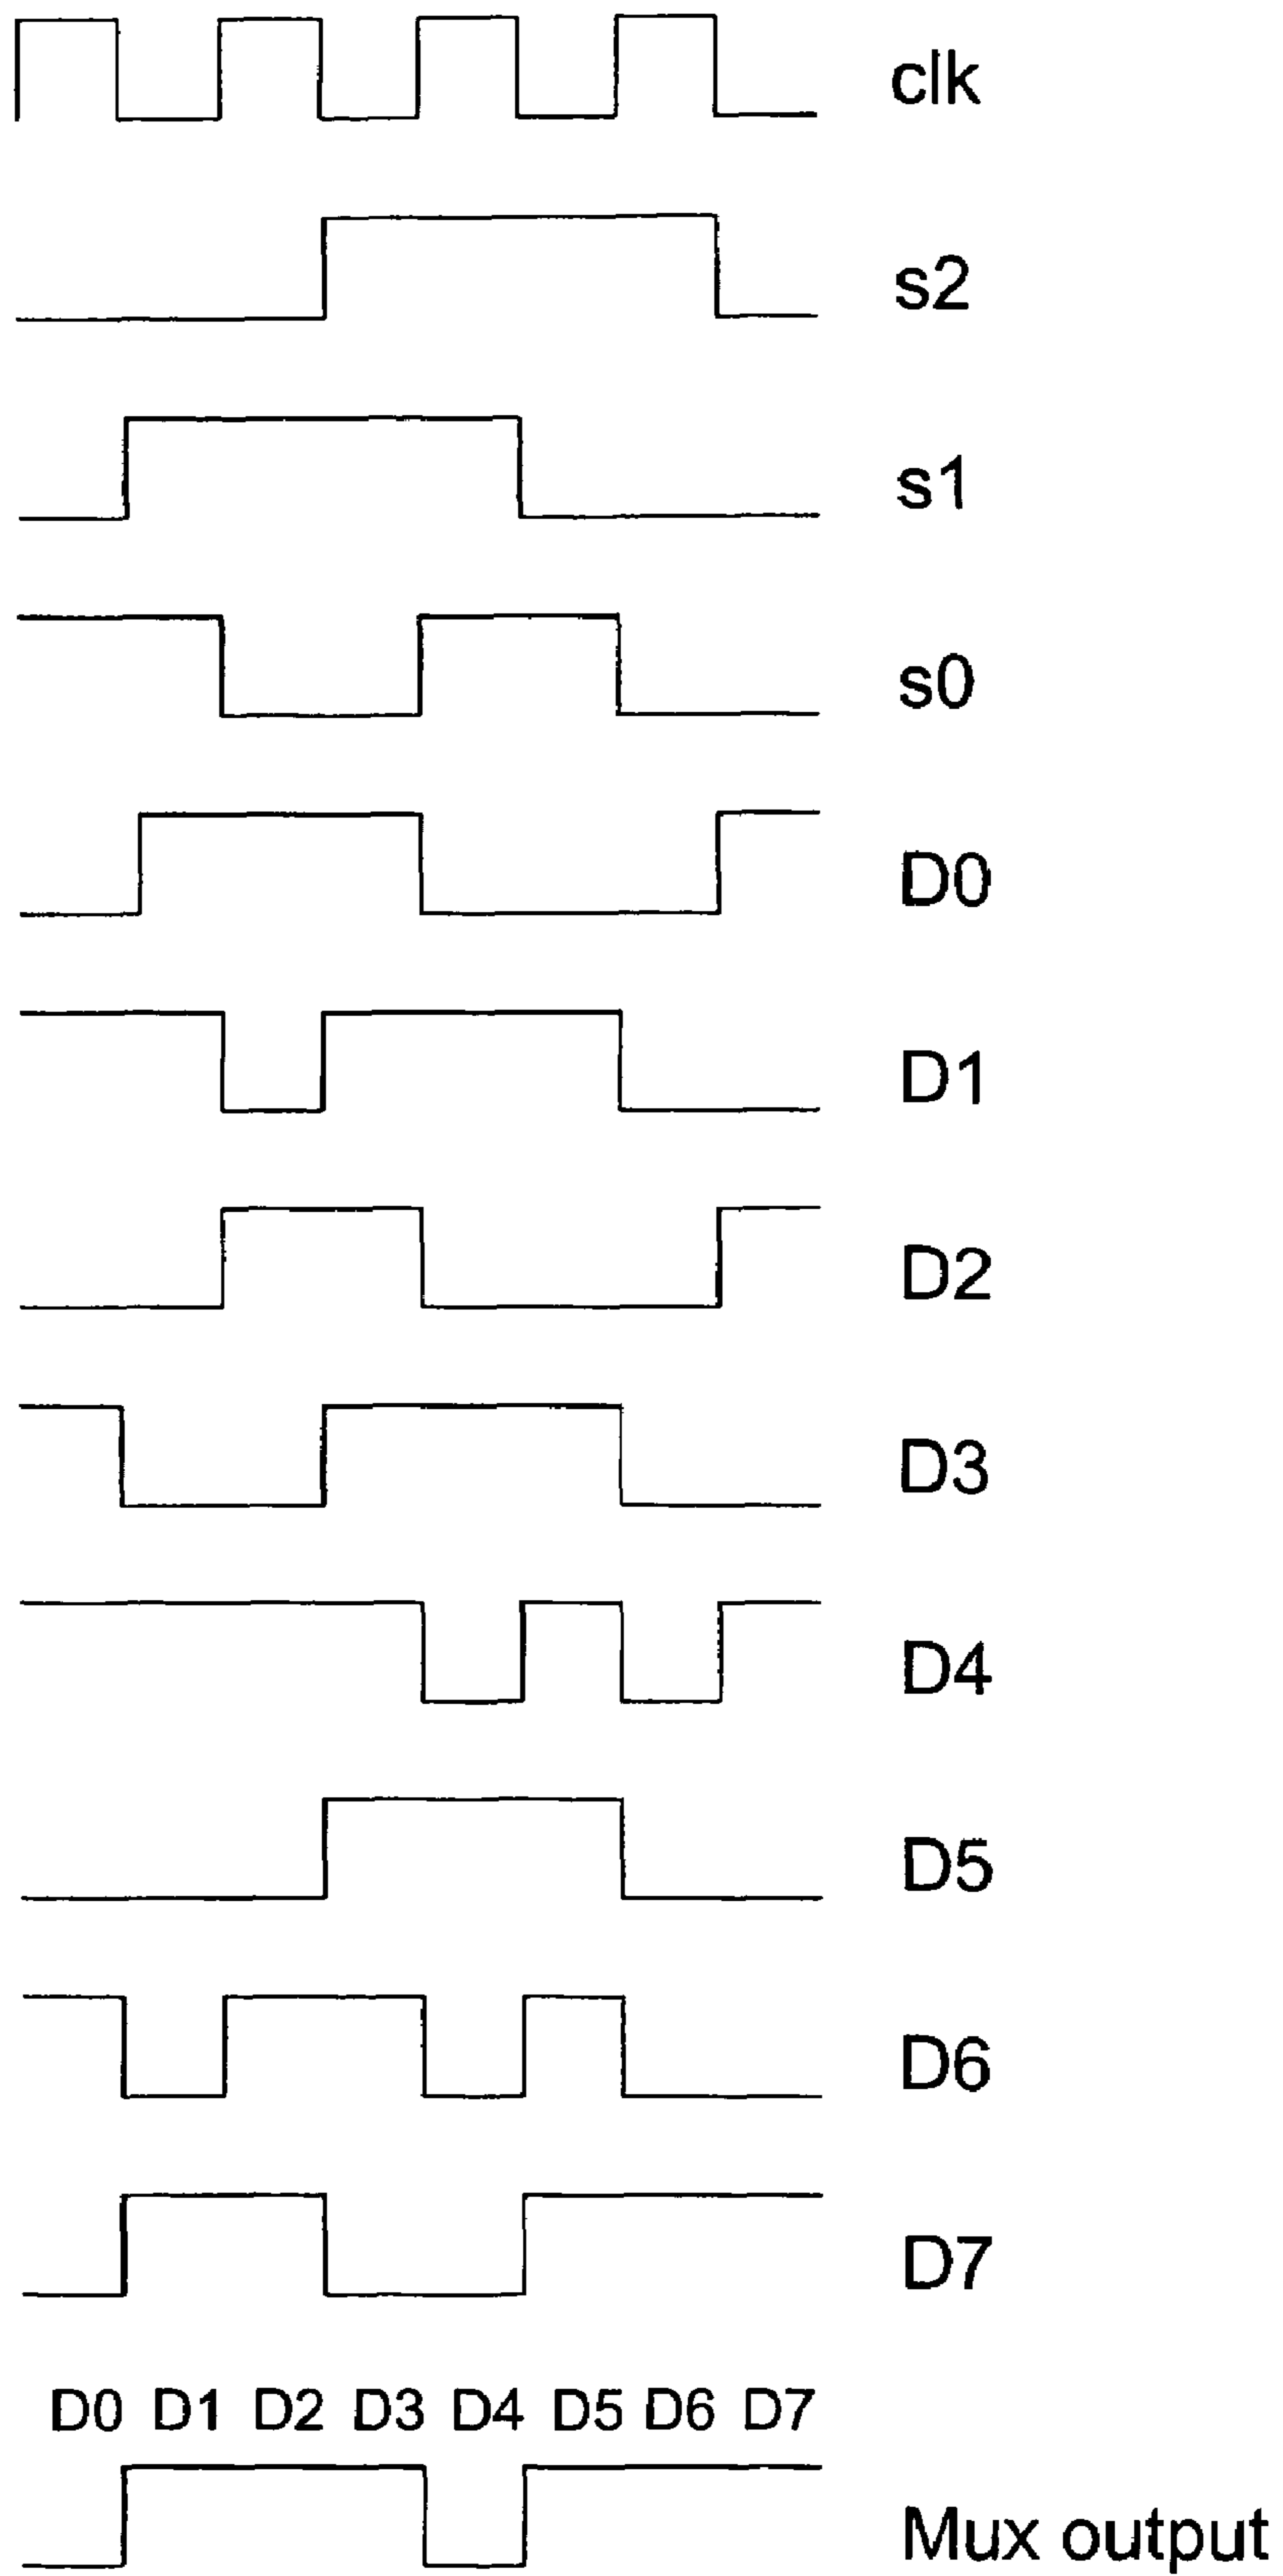 clk
s2
s1
s0
D0
D1
D2
D3
D4
D5
D6
D7
D0 D1 D2 D3 D4 D5 D6 D7
Mux output